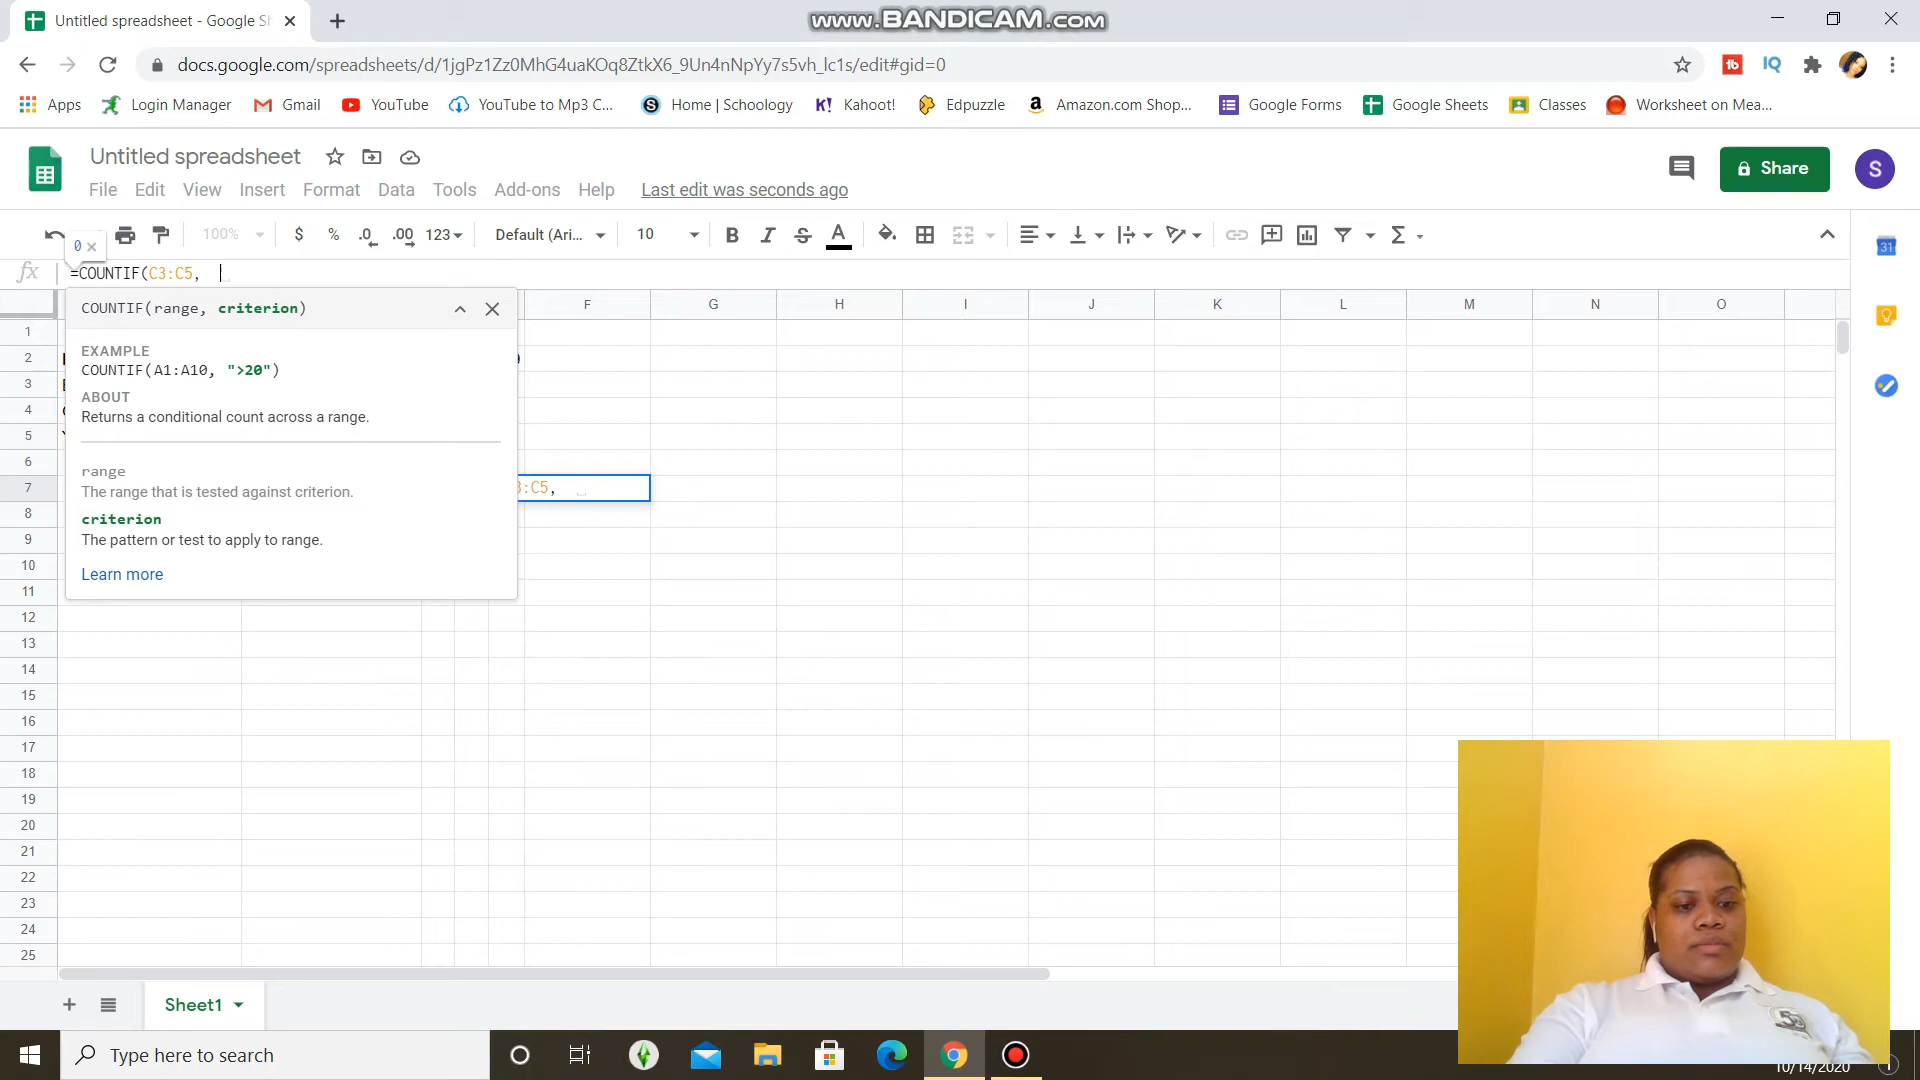 Untitled spreadsheet - Google Sh
www.BANDICAM.com
docs.google.com/spreadsheets/d/1jgPz1Zz0MhG4uaKOq8ZtkX6_9Un4nNpYy7s5vh_lc1s/edit#gid=0
Apps Login Manager Gmail YouTube YouTube to Mp3 C... Home | Schoology K! Kahoot! Edpuzzle Amazon.com Shop... Google Forms Google Sheets Classes Worksheet on Mea...
Untitled spreadsheet
Share
S
File Edit View Insert Format Data Tools Add-ons Help Last edit was seconds ago
100% $ % .0 .00 123 Default (Ari... 10 B I S A
31
0 ×
fx =COUNTIF(C3:C5,
COUNTIF(range, criterion)
F G H I J K L M N O
EXAMPLE
COUNTIF(A1:A10, ">20")
ABOUT
Returns a conditional count across a range.
range
The range that is tested against criterion.
criterion
The pattern or test to apply to range.
Learn more
:C5,
1
2
3
4
5
6
7
8
9
10
11
12
13
14
15
16
17
18
19
20
21
22
23
24
25
Sheet1
Type here to search
10/14/2020